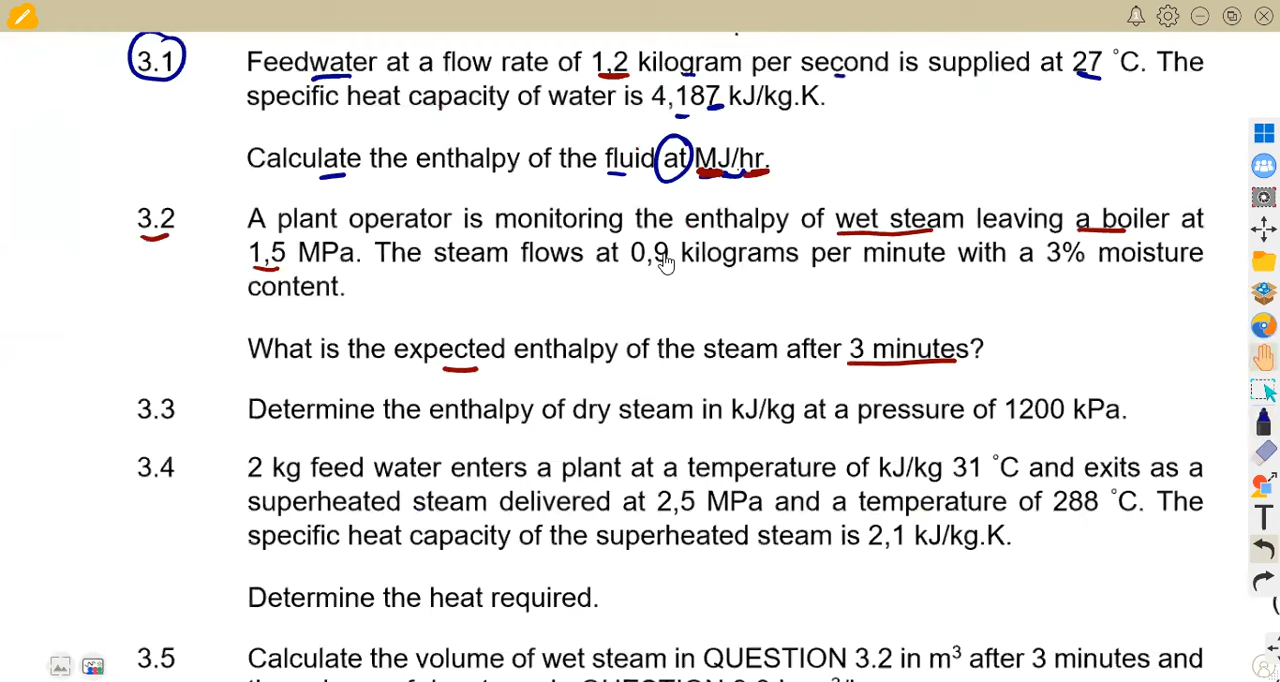 3.1 Feedwater at a flow rate of 1,2 kilogram per second is supplied at 27 °C. The
specific heat capacity of water is 4,187 kJ/kg.K.
Calculate the enthalpy of the fluid at MJ/hr.
3.2 A plant operator is monitoring the enthalpy of wet steam leaving a boiler at
1,5 MPa. The steam flows at 0,9 kilograms per minute with a 3% moisture
content.
What is the expected enthalpy of the steam after 3 minutes?
3.3 Determine the enthalpy of dry steam in kJ/kg at a pressure of 1200 kPa.
3.4 2 kg feed water enters a plant at a temperature of kJ/kg 31 °C and exits as a
superheated steam delivered at 2,5 MPa and a temperature of 288 °C. The
specific heat capacity of the superheated steam is 2,1 kJ/kg.K.
Determine the heat required.
3.5 Calculate the volume of wet steam in QUESTION 3.2 in m³ after 3 minutes and